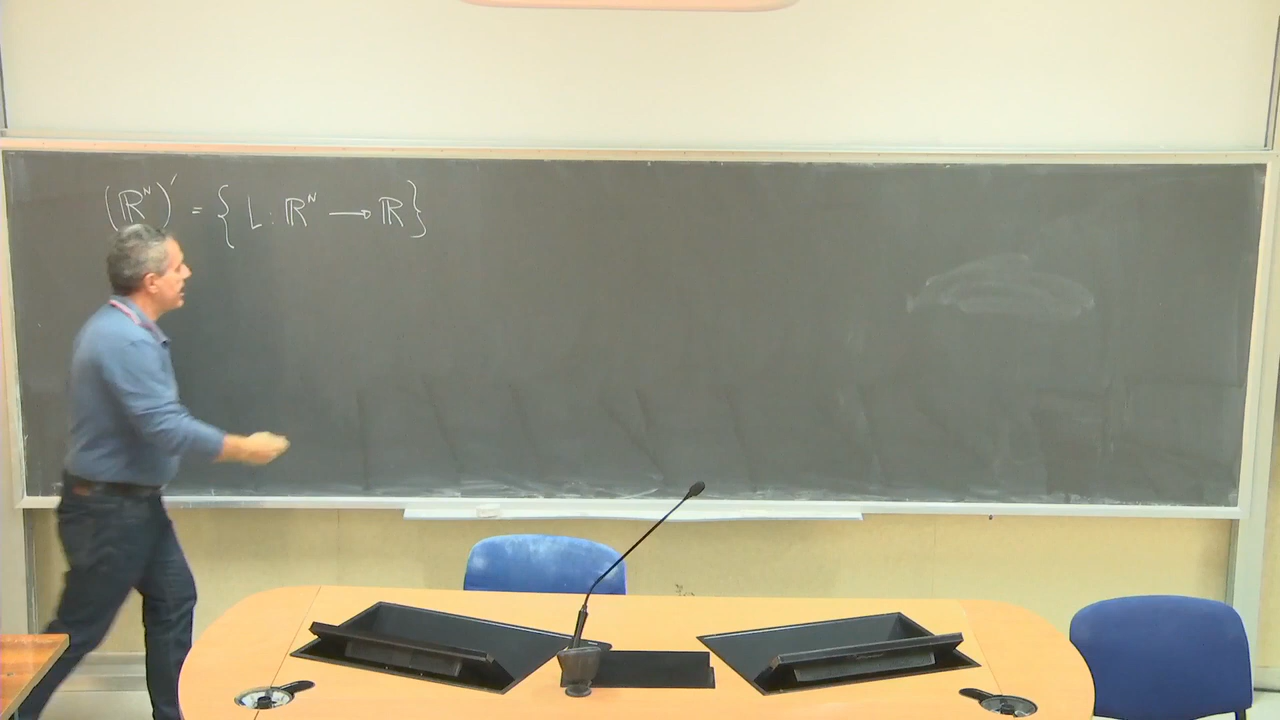 (ℝᴺ)′ = { L : ℝᴺ ⟶ ℝ }